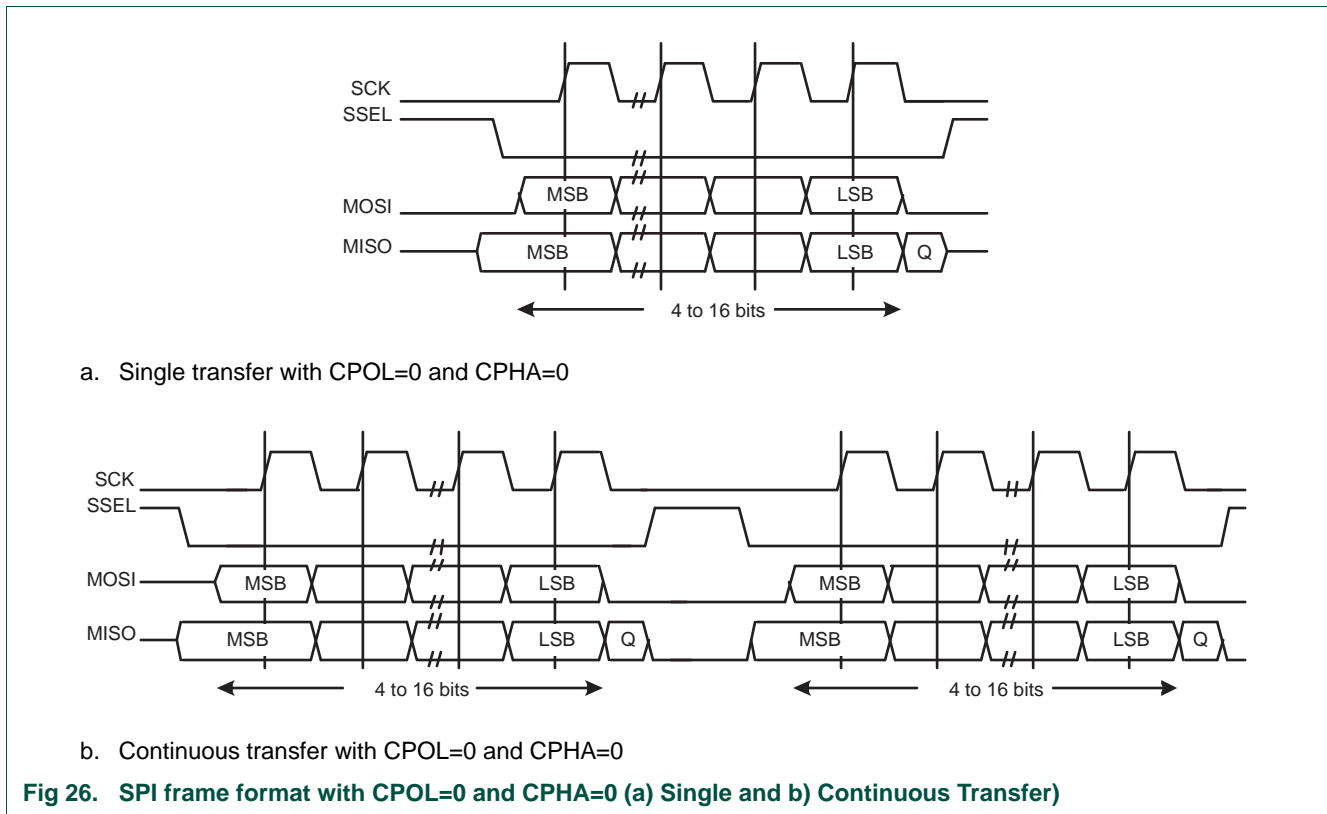 SCK
SSEL
MOSI MSB LSB
MISO MSB LSB Q
4 to 16 bits
a. Single transfer with CPOL=0 and CPHA=0
SCK
SSEL
MOSI MSB LSB MSB LSB
MISO MSB LSB Q MSB LSB Q
4 to 16 bits 4 to 16 bits
b. Continuous transfer with CPOL=0 and CPHA=0
Fig 26. SPI frame format with CPOL=0 and CPHA=0 (a) Single and b) Continuous Transfer)